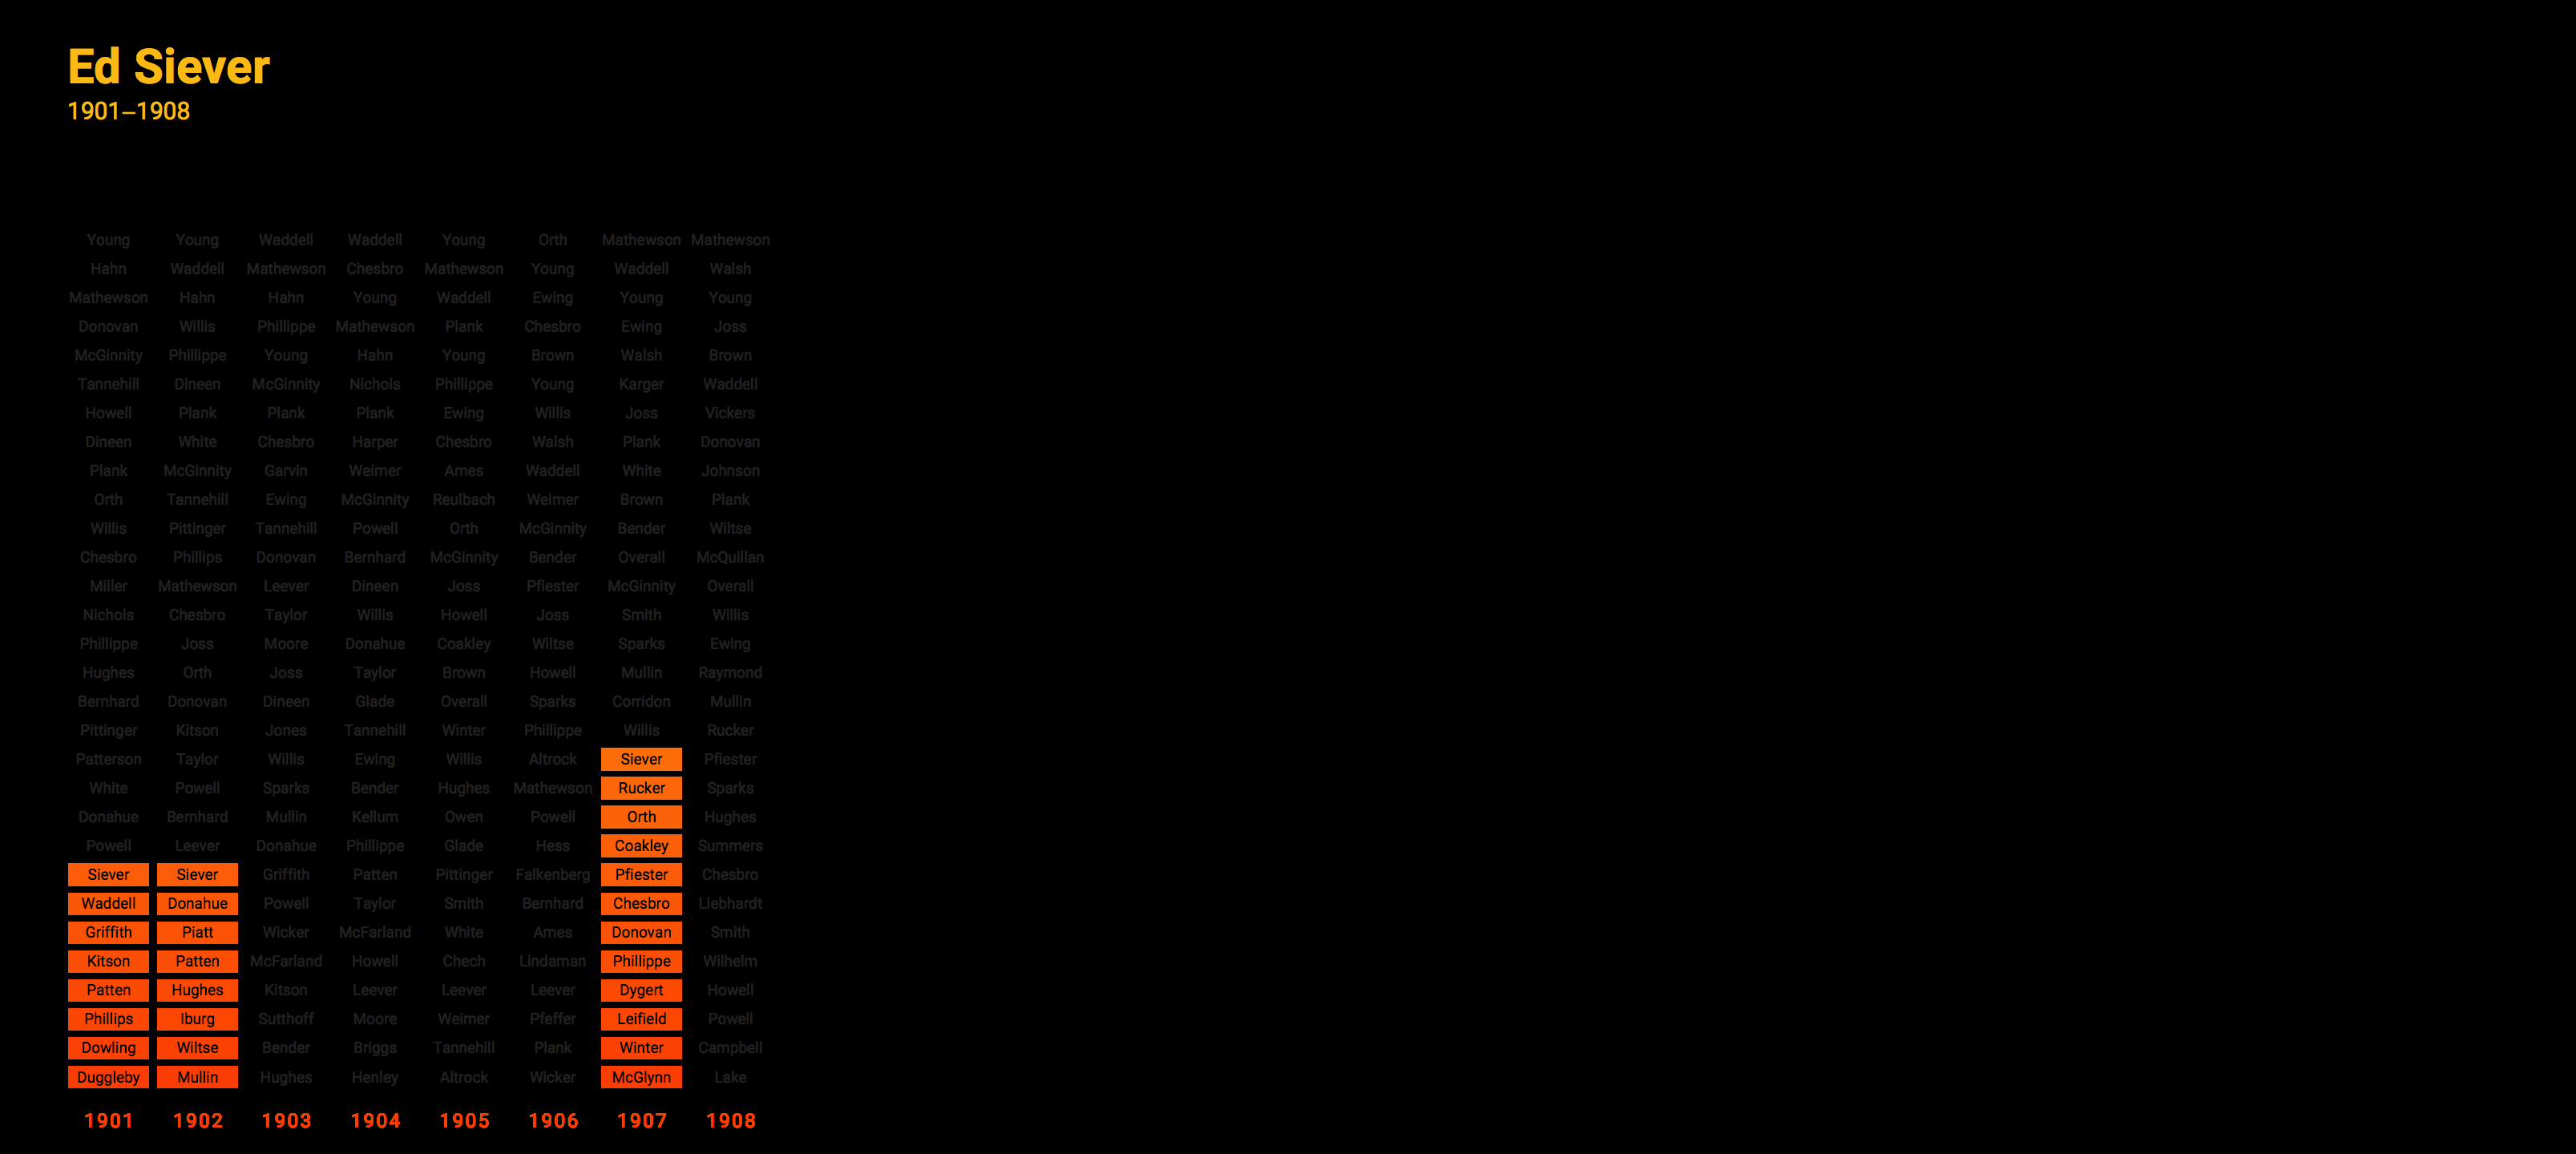 Ed Siever
1901–1908
Young Young Waddell Waddell Young Orth Mathewson Mathewson
Hahn Waddell Mathewson Chesbro Mathewson Young Waddell Walsh
Mathewson Hahn Hahn Young Waddell Ewing Young Young
Donovan Willis Phillippe Mathewson Plank Chesbro Ewing Joss
McGinnity Phillippe Young Hahn Young Brown Walsh Brown
Tannehill Dineen McGinnity Nichols Phillippe Young Karger Waddell
Howell Plank Plank Plank Ewing Willis Joss Vickers
Dineen White Chesbro Harper Chesbro Walsh Plank Donovan
Plank McGinnity Garvin Weimer Ames Waddell White Johnson
Orth Tannehill Ewing McGinnity Reulbach Weimer Brown Plank
Willis Pittinger Tannehill Powell Orth McGinnity Bender Wiltse
Chesbro Phillips Donovan Bernhard McGinnity Bender Overall McQuillan
Miller Mathewson Leever Dineen Joss Pfiester McGinnity Overall
Nichols Chesbro Taylor Willis Howell Joss Smith Willis
Phillippe Joss Moore Donahue Coakley Wiltse Sparks Ewing
Hughes Orth Joss Taylor Brown Howell Mullin Raymond
Bernhard Donovan Dineen Glade Overall Sparks Corridon Mullin
Pittinger Kitson Jones Tannehill Winter Phillippe Willis Rucker
Patterson Taylor Willis Ewing Willis Altrock Siever Pfiester
White Powell Sparks Bender Hughes Mathewson Rucker Sparks
Donahue Bernhard Mullin Kellum Owen Powell Orth Hughes
Powell Leever Donahue Phillippe Glade Hess Coakley Summers
Siever Siever Griffith Patten Pittinger Falkenberg Pfiester Chesbro
Waddell Donahue Powell Taylor Smith Bernhard Chesbro Liebhardt
Griffith Piatt Wicker McFarland White Ames Donovan Smith
Kitson Patten McFarland Howell Chech Lindaman Phillippe Wilhelm
Patten Hughes Kitson Leever Leever Leever Dygert Howell
Phillips Iburg Sutthoff Moore Weimer Pfeffer Leifield Powell
Dowling Wiltse Bender Briggs Tannehill Plank Winter Campbell
Duggleby Mullin Hughes Henley Altrock Wicker McGlynn Lake
1901 1902 1903 1904 1905 1906 1907 1908